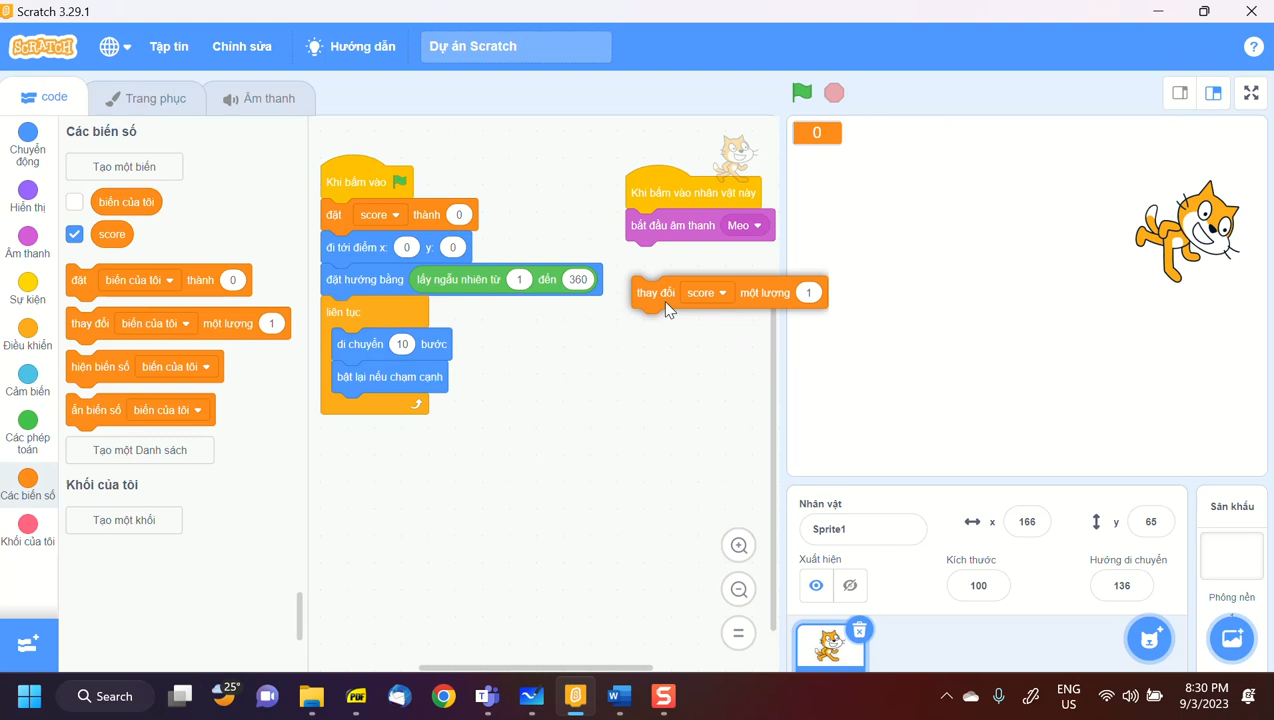 Scratch 3.29.1
SCRATCH
Tập tin
Chỉnh sửa
Hướng dẫn
Dự án Scratch
?
code
Trang phục
Âm thanh
Chuyển động
Hiển thị
Âm thanh
Sự kiện
Điều khiển
Cảm biến
Các phép toán
Các biến số
Khối của tôi
Các biến số
Tạo một biến
biến của tôi
score
đặt biến của tôi thành 0
thay đổi biến của tôi một lượng 1
hiện biến số biến của tôi
ẩn biến số biến của tôi
Tạo một Danh sách
Khối của tôi
Tạo một khối
Khi bấm vào
đặt score thành 0
đi tới điểm x: 0 y: 0
đặt hướng bằng lấy ngẫu nhiên từ 1 đến 360
liên tục
di chuyển 10 bước
bật lại nếu chạm cạnh
Khi bấm vào nhân vật này
bắt đầu âm thanh Meo
thay đổi score một lượng 1
0
Nhân vật
Sprite1
x 166
y 65
Xuất hiện
Kích thước
100
Hướng di chuyển
136
Sân khấu
Phông nền
25°
Search
PDF
ENG
US
8:30 PM
9/3/2023